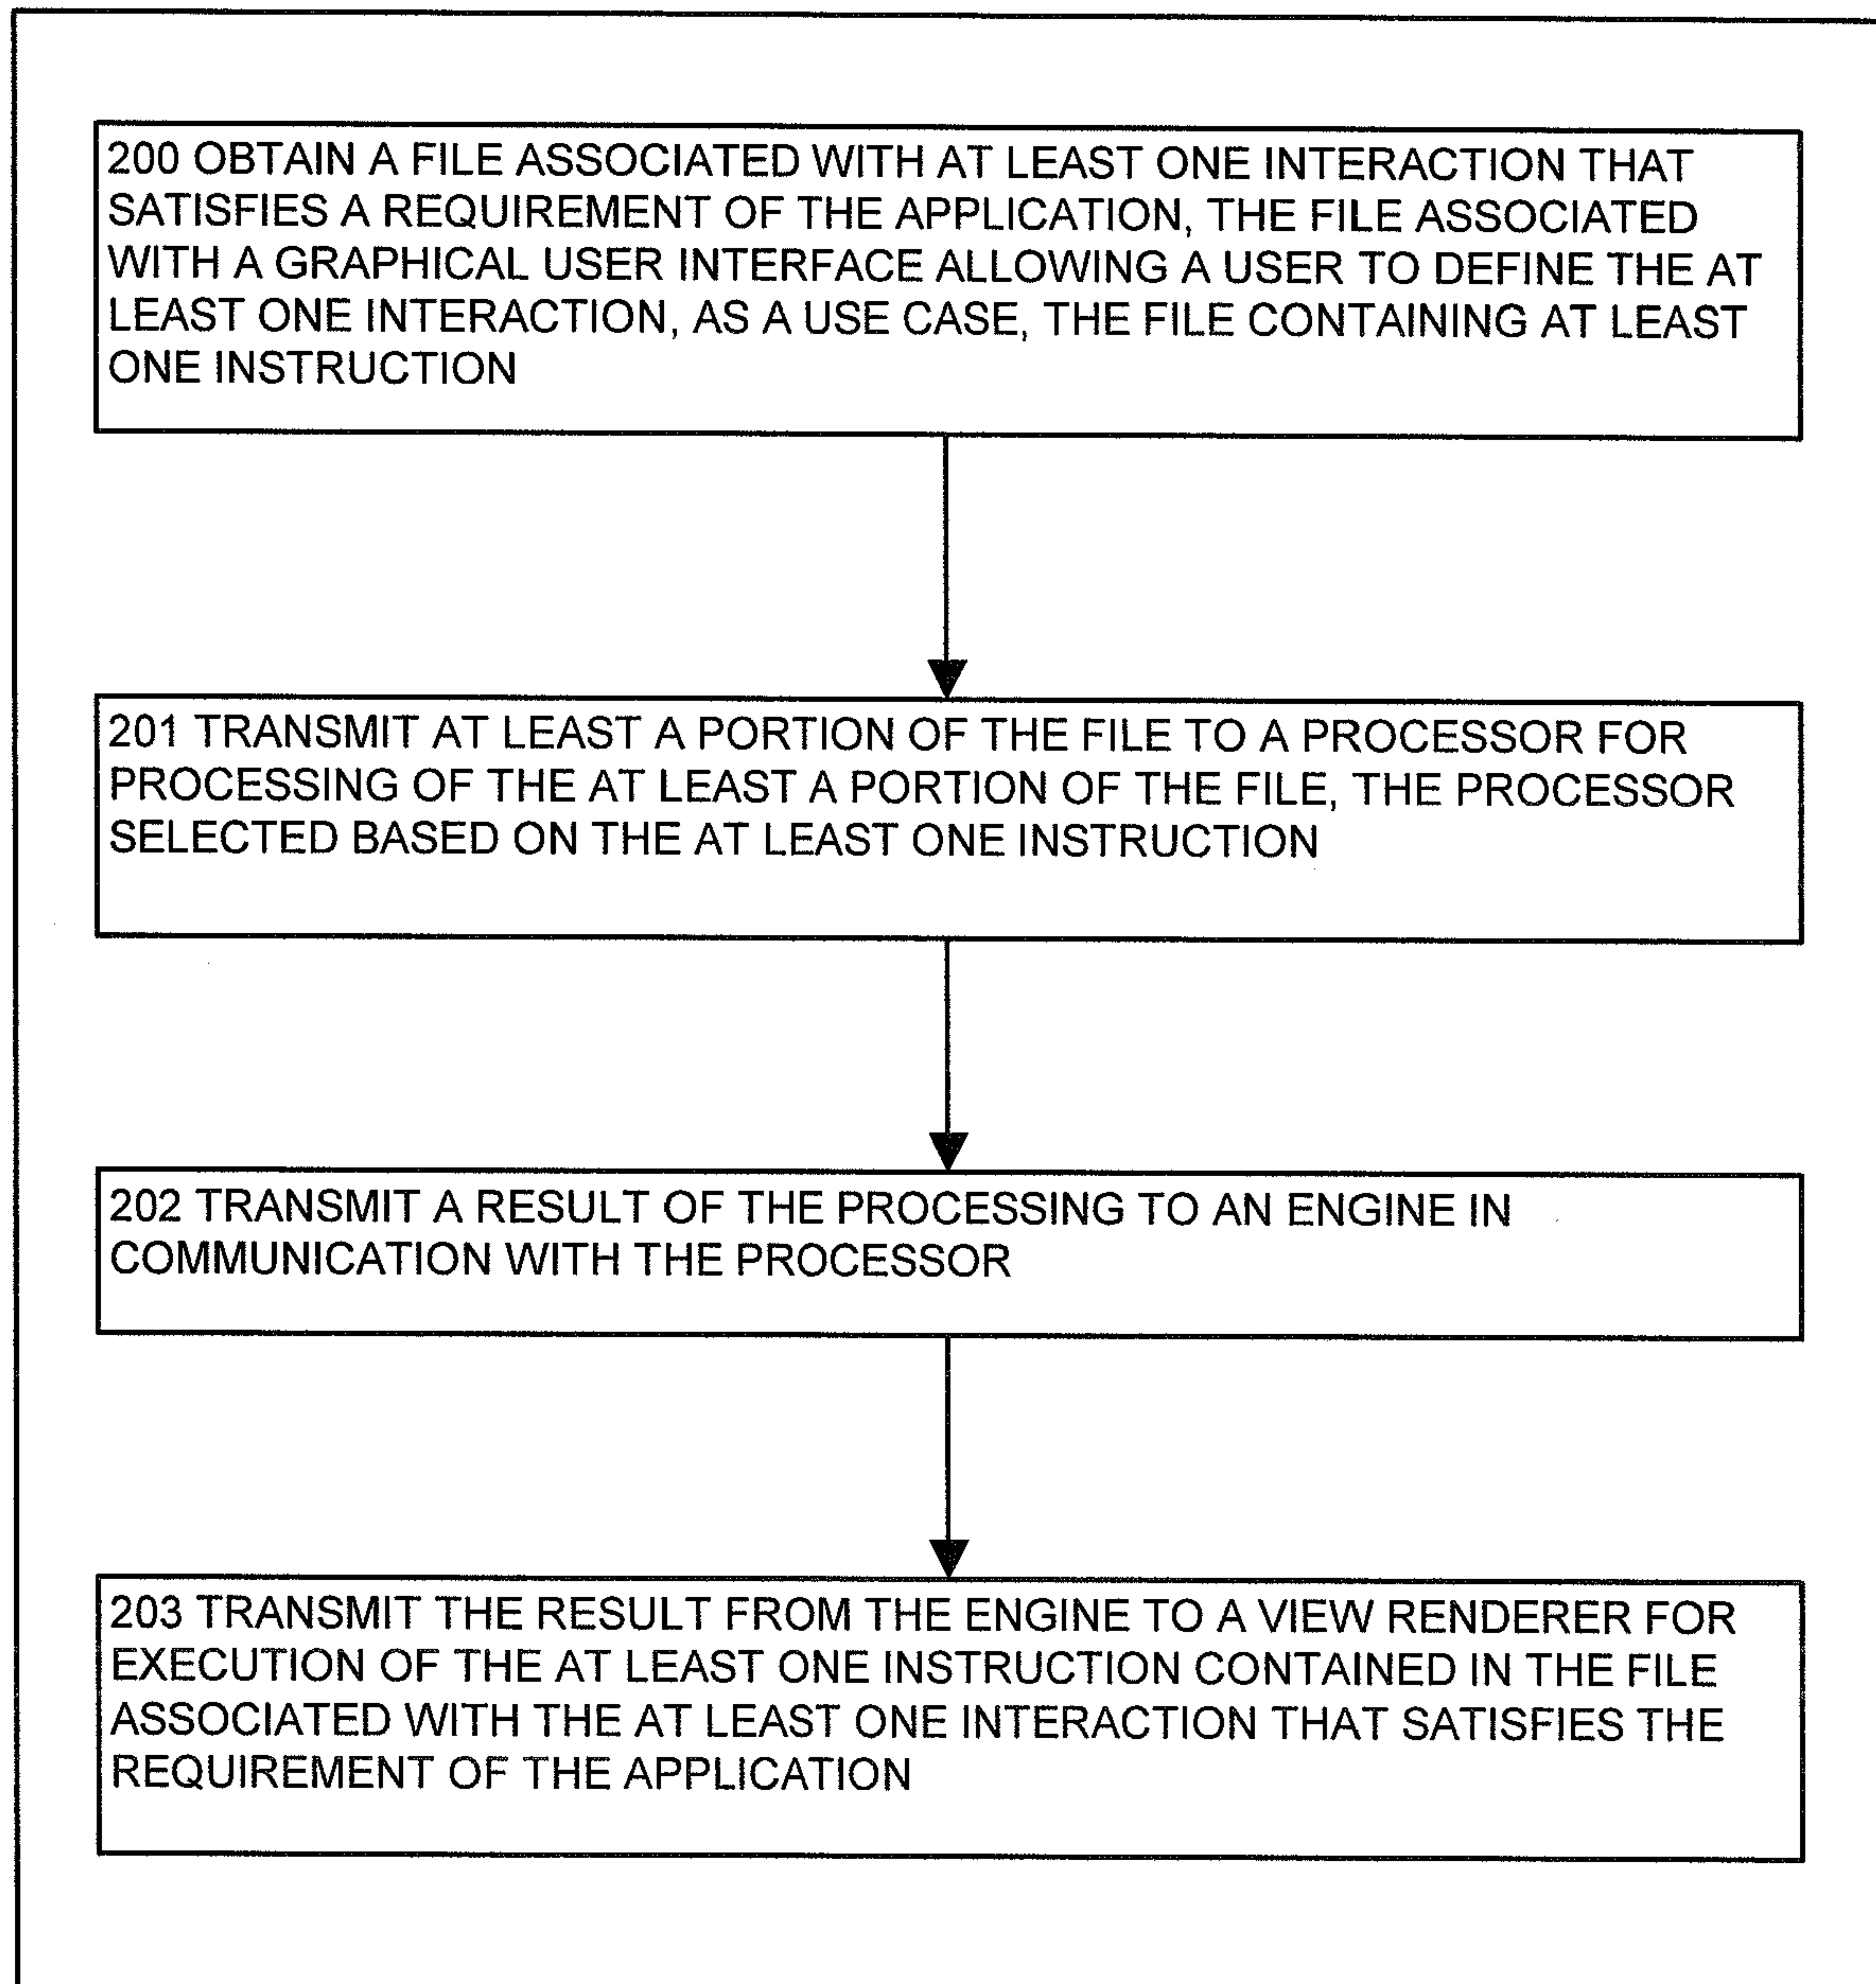 200 OBTAIN A FILE ASSOCIATED WITH AT LEAST ONE INTERACTION THAT
SATISFIES A REQUIREMENT OF THE APPLICATION, THE FILE ASSOCIATED
WITH A GRAPHICAL USER INTERFACE ALLOWING A USER TO DEFINE THE AT
LEAST ONE INTERACTION, AS A USE CASE, THE FILE CONTAINING AT LEAST
ONE INSTRUCTION
201 TRANSMIT AT LEAST A PORTION OF THE FILE TO A PROCESSOR FOR
PROCESSING OF THE AT LEAST A PORTION OF THE FILE, THE PROCESSOR
SELECTED BASED ON THE AT LEAST ONE INSTRUCTION
202 TRANSMIT A RESULT OF THE PROCESSING TO AN ENGINE IN
COMMUNICATION WITH THE PROCESSOR
203 TRANSMIT THE RESULT FROM THE ENGINE TO A VIEW RENDERER FOR
EXECUTION OF THE AT LEAST ONE INSTRUCTION CONTAINED IN THE FILE
ASSOCIATED WITH THE AT LEAST ONE INTERACTION THAT SATISFIES THE
REQUIREMENT OF THE APPLICATION